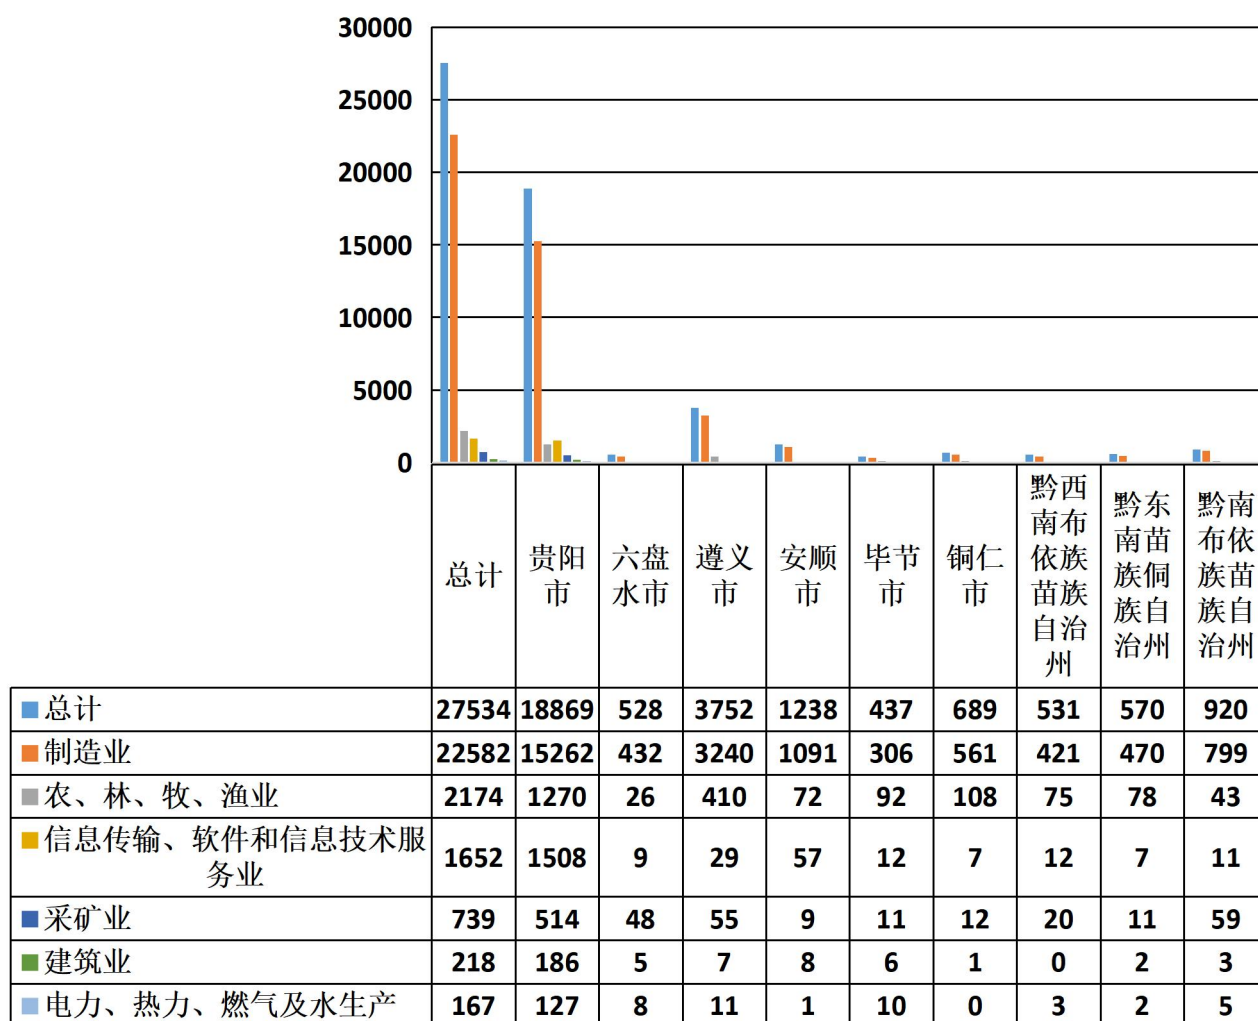 30000
25000
20000
15000
10000
5000
0
总计
贵阳
市
六盘
水市
遵义
市
安顺
市
毕节
市
铜仁
市
黔西
南布
依族
苗族
自治
州
黔东
南苗
族侗
族自
治州
黔南
布依
族苗
族自
治州
总计 27534 18869 528 3752 1238 437 689 531 570 920
制造业 22582 15262 432 3240 1091 306 561 421 470 799
农、林、牧、渔业 2174 1270 26 410 72 92 108 75 78 43
信息传输、软件和信息技术服
务业 1652 1508 9 29 57 12 7 12 7 11
采矿业 739 514 48 55 9 11 12 20 11 59
建筑业 218 186 5 7 8 6 1 0 2 3
电力、热力、燃气及水生产 167 127 8 11 1 10 0 3 2 5